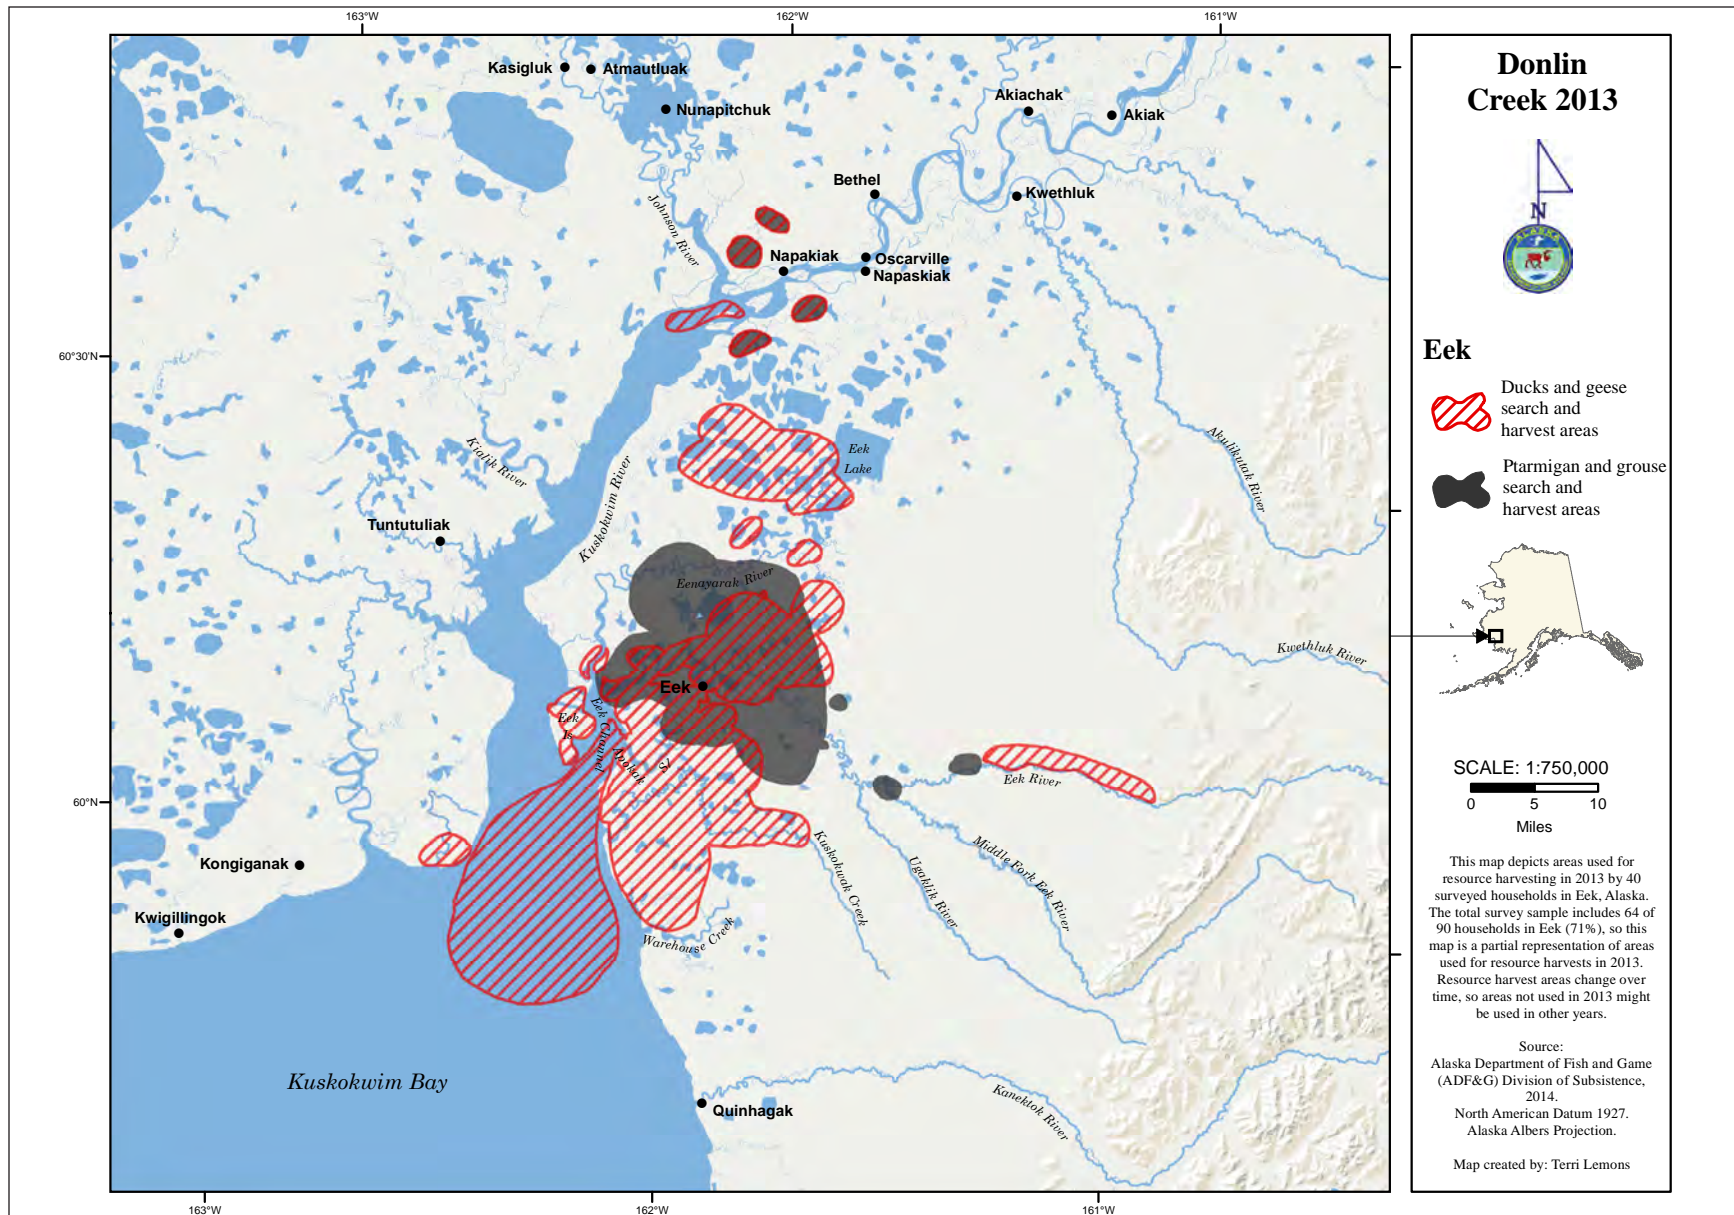 163°W
162°W
161°W
Kasigluk
Atmautluak
Nunapitchuk
Akiachak
Akiak
Bethel
Kwethluk
Johnson River
Napakiak
Oscarville
Napaskiak
60°30'N
Kialik River
Kuskokwim River
Eek
Lake
Akulikutak River
Tuntutuliak
Eenayarak River
Kwethluk River
Eek
Eek
Is
Eek Channel
Apokak
Sl
Eek River
60°N
Kongiganak
Kuskokwak Creek
Ugaklik River
Middle Fork Eek River
Kwigillingok
Warehouse Creek
Kuskokwim Bay
Quinhagak
Kanektok River
163°W
162°W
161°W
Donlin
Creek 2013
N
ALASKA
Eek
Ducks and geese
search and
harvest areas
Ptarmigan and grouse
search and
harvest areas
SCALE: 1:750,000
0 5 10
Miles
This map depicts areas used for
resource harvesting in 2013 by 40
surveyed households in Eek, Alaska.
The total survey sample includes 64 of
90 households in Eek (71%), so this
map is a partial representation of areas
used for resource harvests in 2013.
Resource harvest areas change over
time, so areas not used in 2013 might
be used in other years.
Source:
Alaska Department of Fish and Game
(ADF&G) Division of Subsistence,
2014.
North American Datum 1927.
Alaska Albers Projection.
Map created by: Terri Lemons